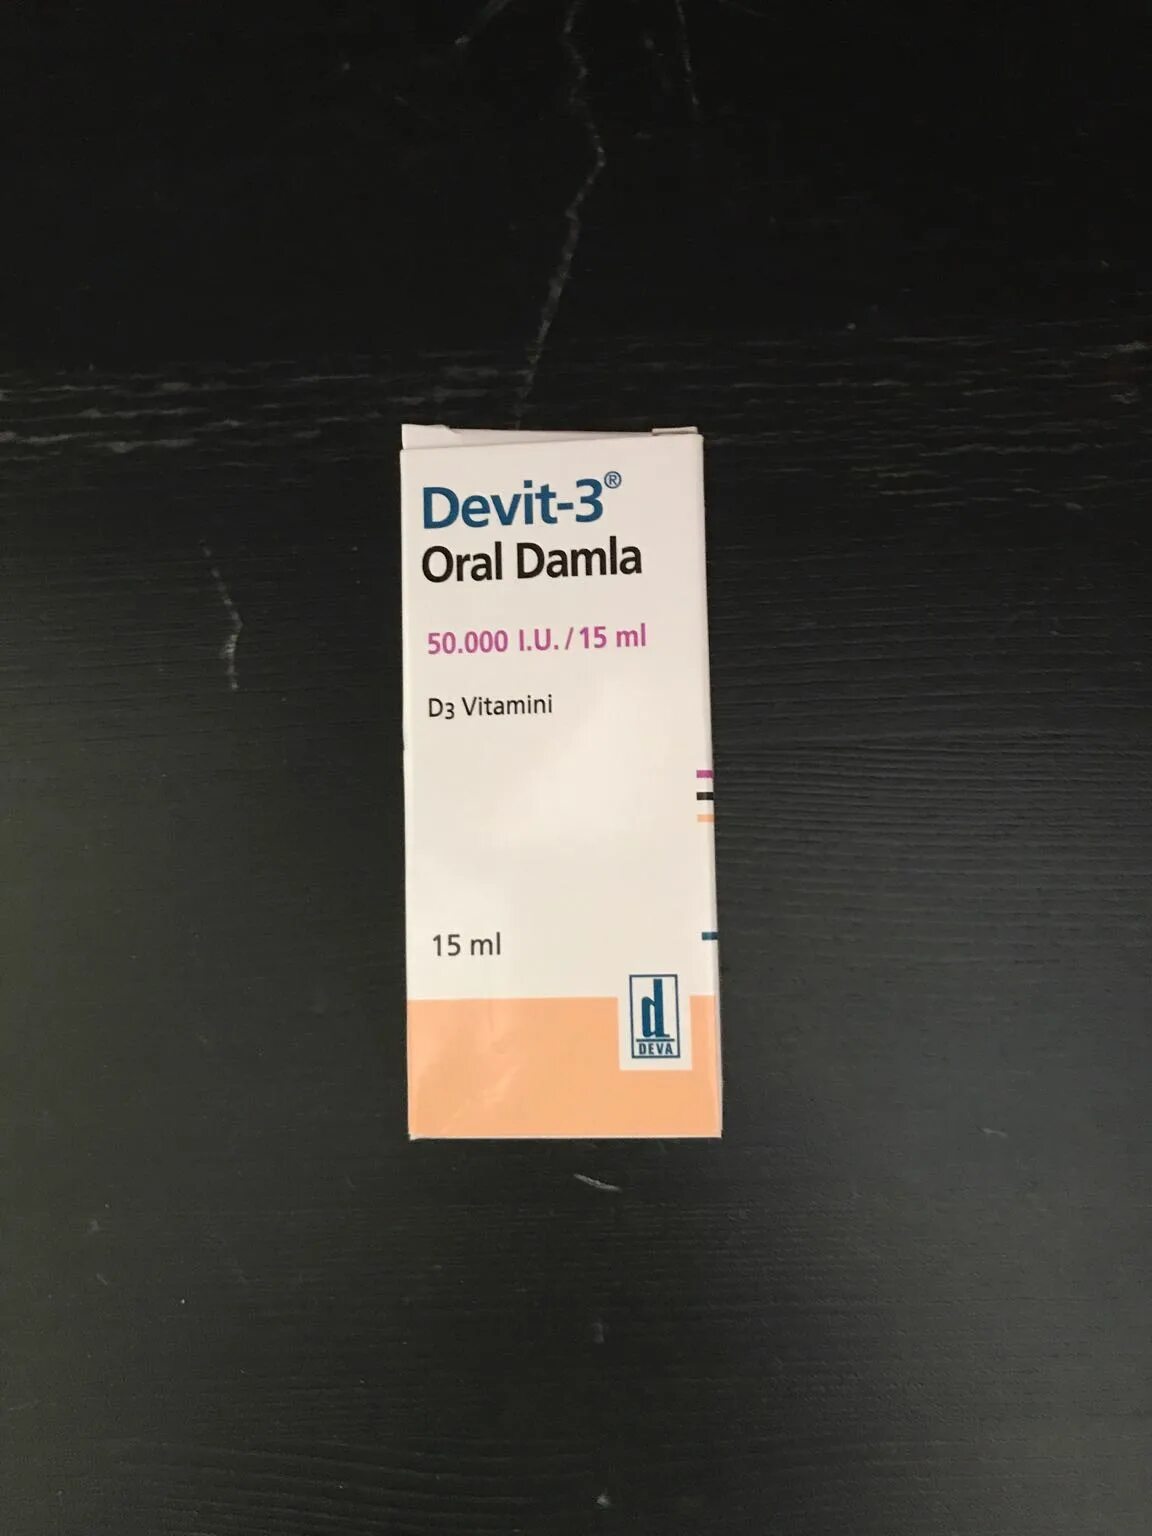 Devit-3®
Oral Damla
50.000 I.U. / 15 ml
D3 Vitamini
15 ml
d
DEVA